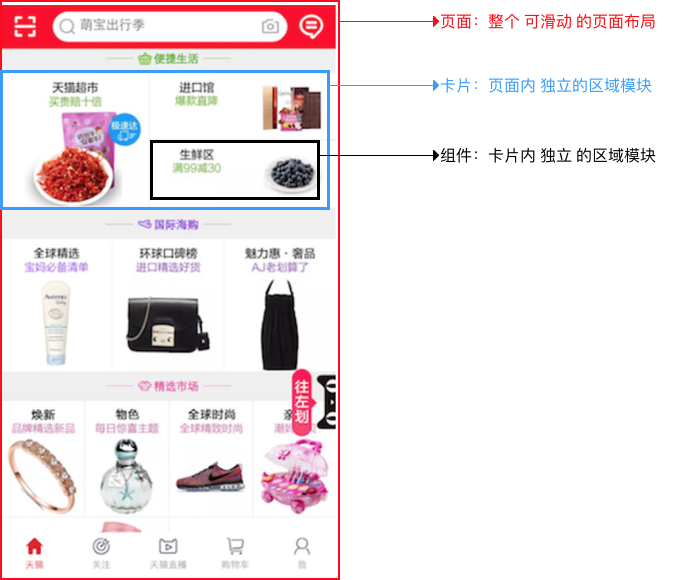 萌宝出行季
页面：整个 可滑动 的页面布局
便捷生活
天猫超市
买贵赔十倍
极速达
进口馆
爆款直降
卡片：页面内 独立的区域模块
生鲜区
满99减30
组件：卡片内 独立 的区域模块
国际海购
全球精选
宝妈必备清单
环球口碑榜
进口精选好货
魅力惠·奢品
AJ老划算了
Aveeno
Baby
精选市场
往左划
焕新
品牌精选新品
物色
每日惊喜主题
全球时尚
全球精致时尚
天猫
关注
天猫直播
购物车
我